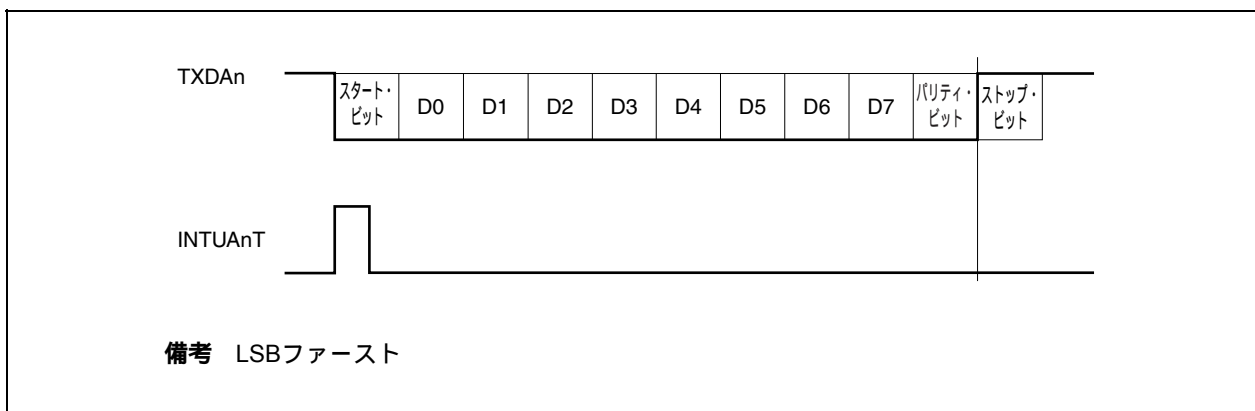 TXDAn
スタート・
ビット
D0 D1 D2 D3 D4 D5 D6 D7
パリティ・
ビット
ストップ・
ビット
INTUAnT
備考 LSBファースト